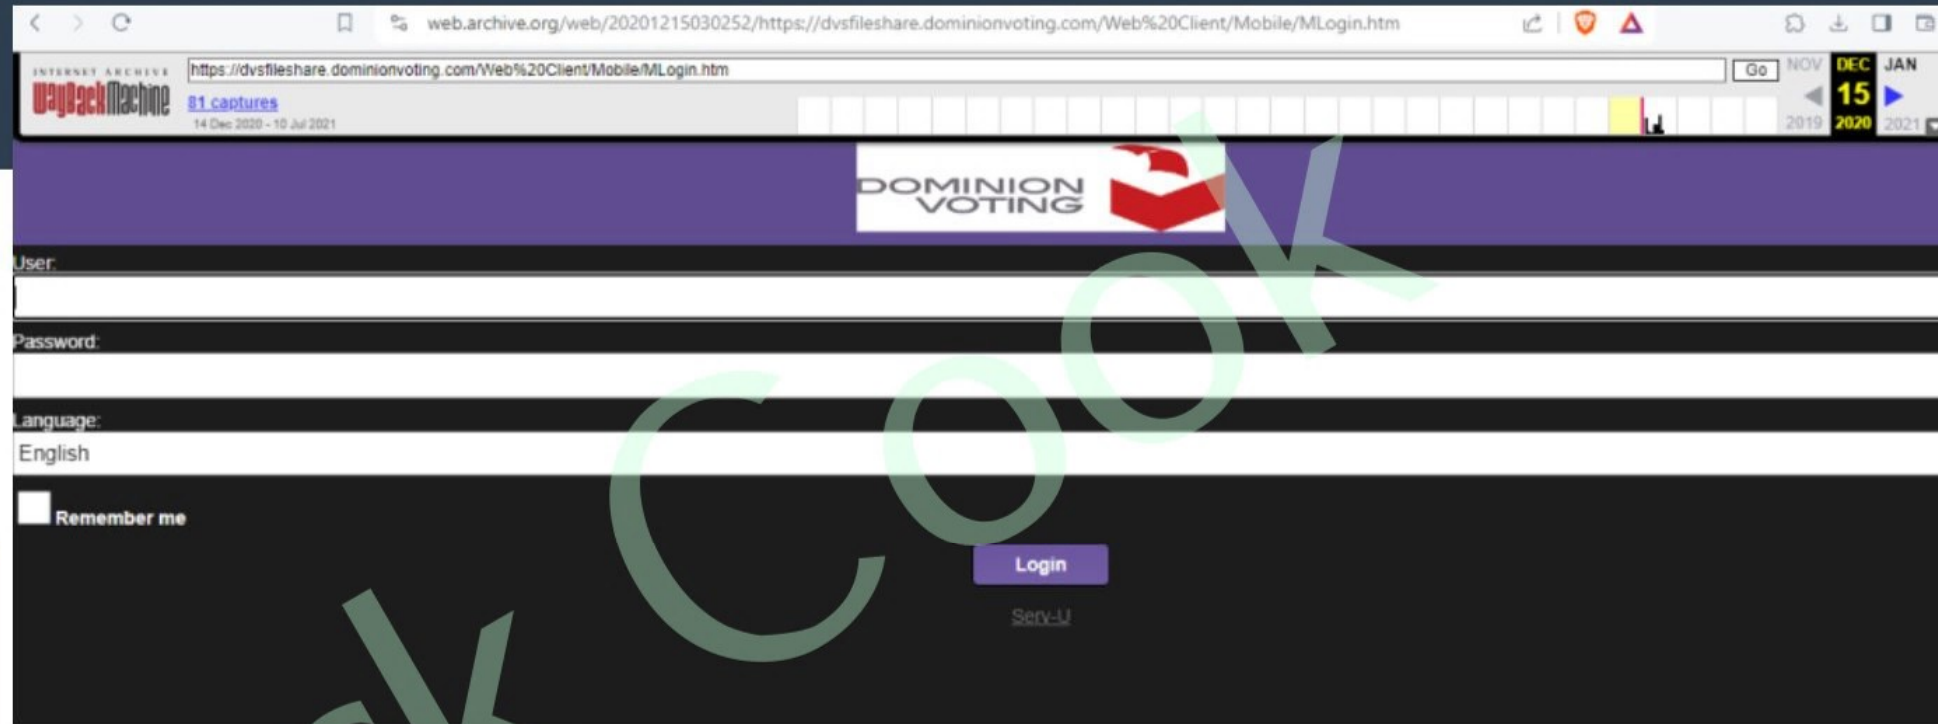 web.archive.org/web/20201215030252/https://dvsfileshare.dominionvoting.com/Web%20Client/Mobile/MLogin.htm
INTERNET ARCHIVE
WayBackMachine
https://dvsfileshare.dominionvoting.com/Web%20Client/Mobile/MLogin.htm
Go
NOV DEC JAN
81 captures
15
14 Dec 2020 - 10 Jul 2021
2019 2020 2021
DOMINION
VOTING
User:
Password:
Language:
English
Remember me
Login
Serv-U
k Cook